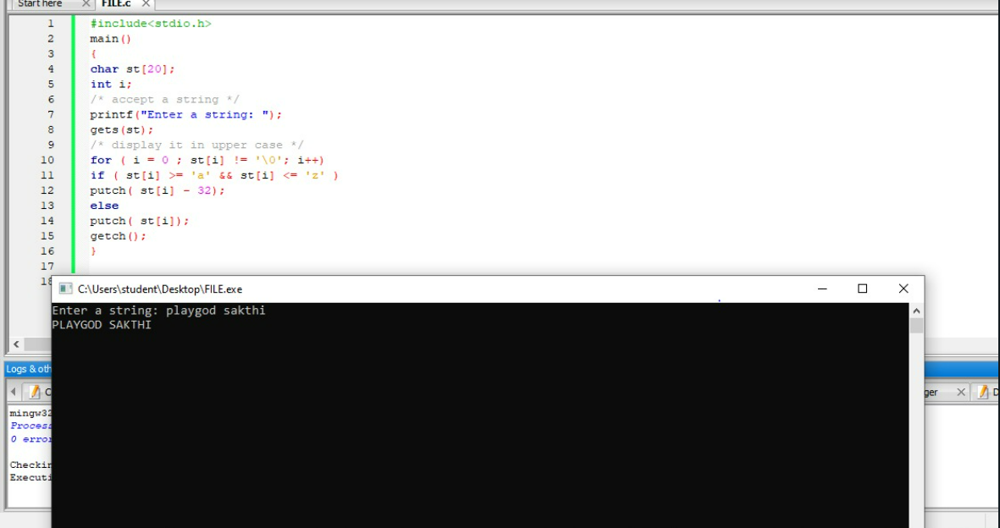 Start here FILE.c
1 #include<stdio.h>
2 main()
3 {
4 char st[20];
5 int i;
6 /* accept a string */
7 printf("Enter a string: ");
8 gets(st);
9 /* display it in upper case */
10 for ( i = 0 ; st[i] != '\0'; i++)
11 if ( st[i] >= 'a' && st[i] <= 'z' )
12 putch( st[i] - 32);
13 else
14 putch( st[i]);
15 getch();
16 }
17
18
C:\Users\student\Desktop\FILE.exe
Enter a string: playgod sakthi
PLAYGOD SAKTHI
Logs & oth
mingw32
Process
0 error
Checkin
Executi